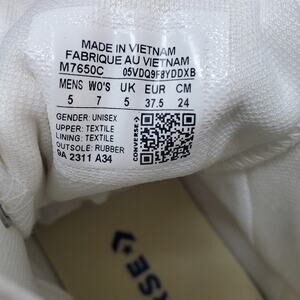 MADE IN VIETNAM
FABRIQUE AU VIETNAM
M7650C 05VDQ9F8YDDXB
MENS WO'S UK EUR CM
5 7 5 37.5 24
GENDER: UNISEX
UPPER: TEXTILE
LINING: TEXTILE
OUTSOLE: RUBBER
9A 2311 A34
CONVERSE
ERSE